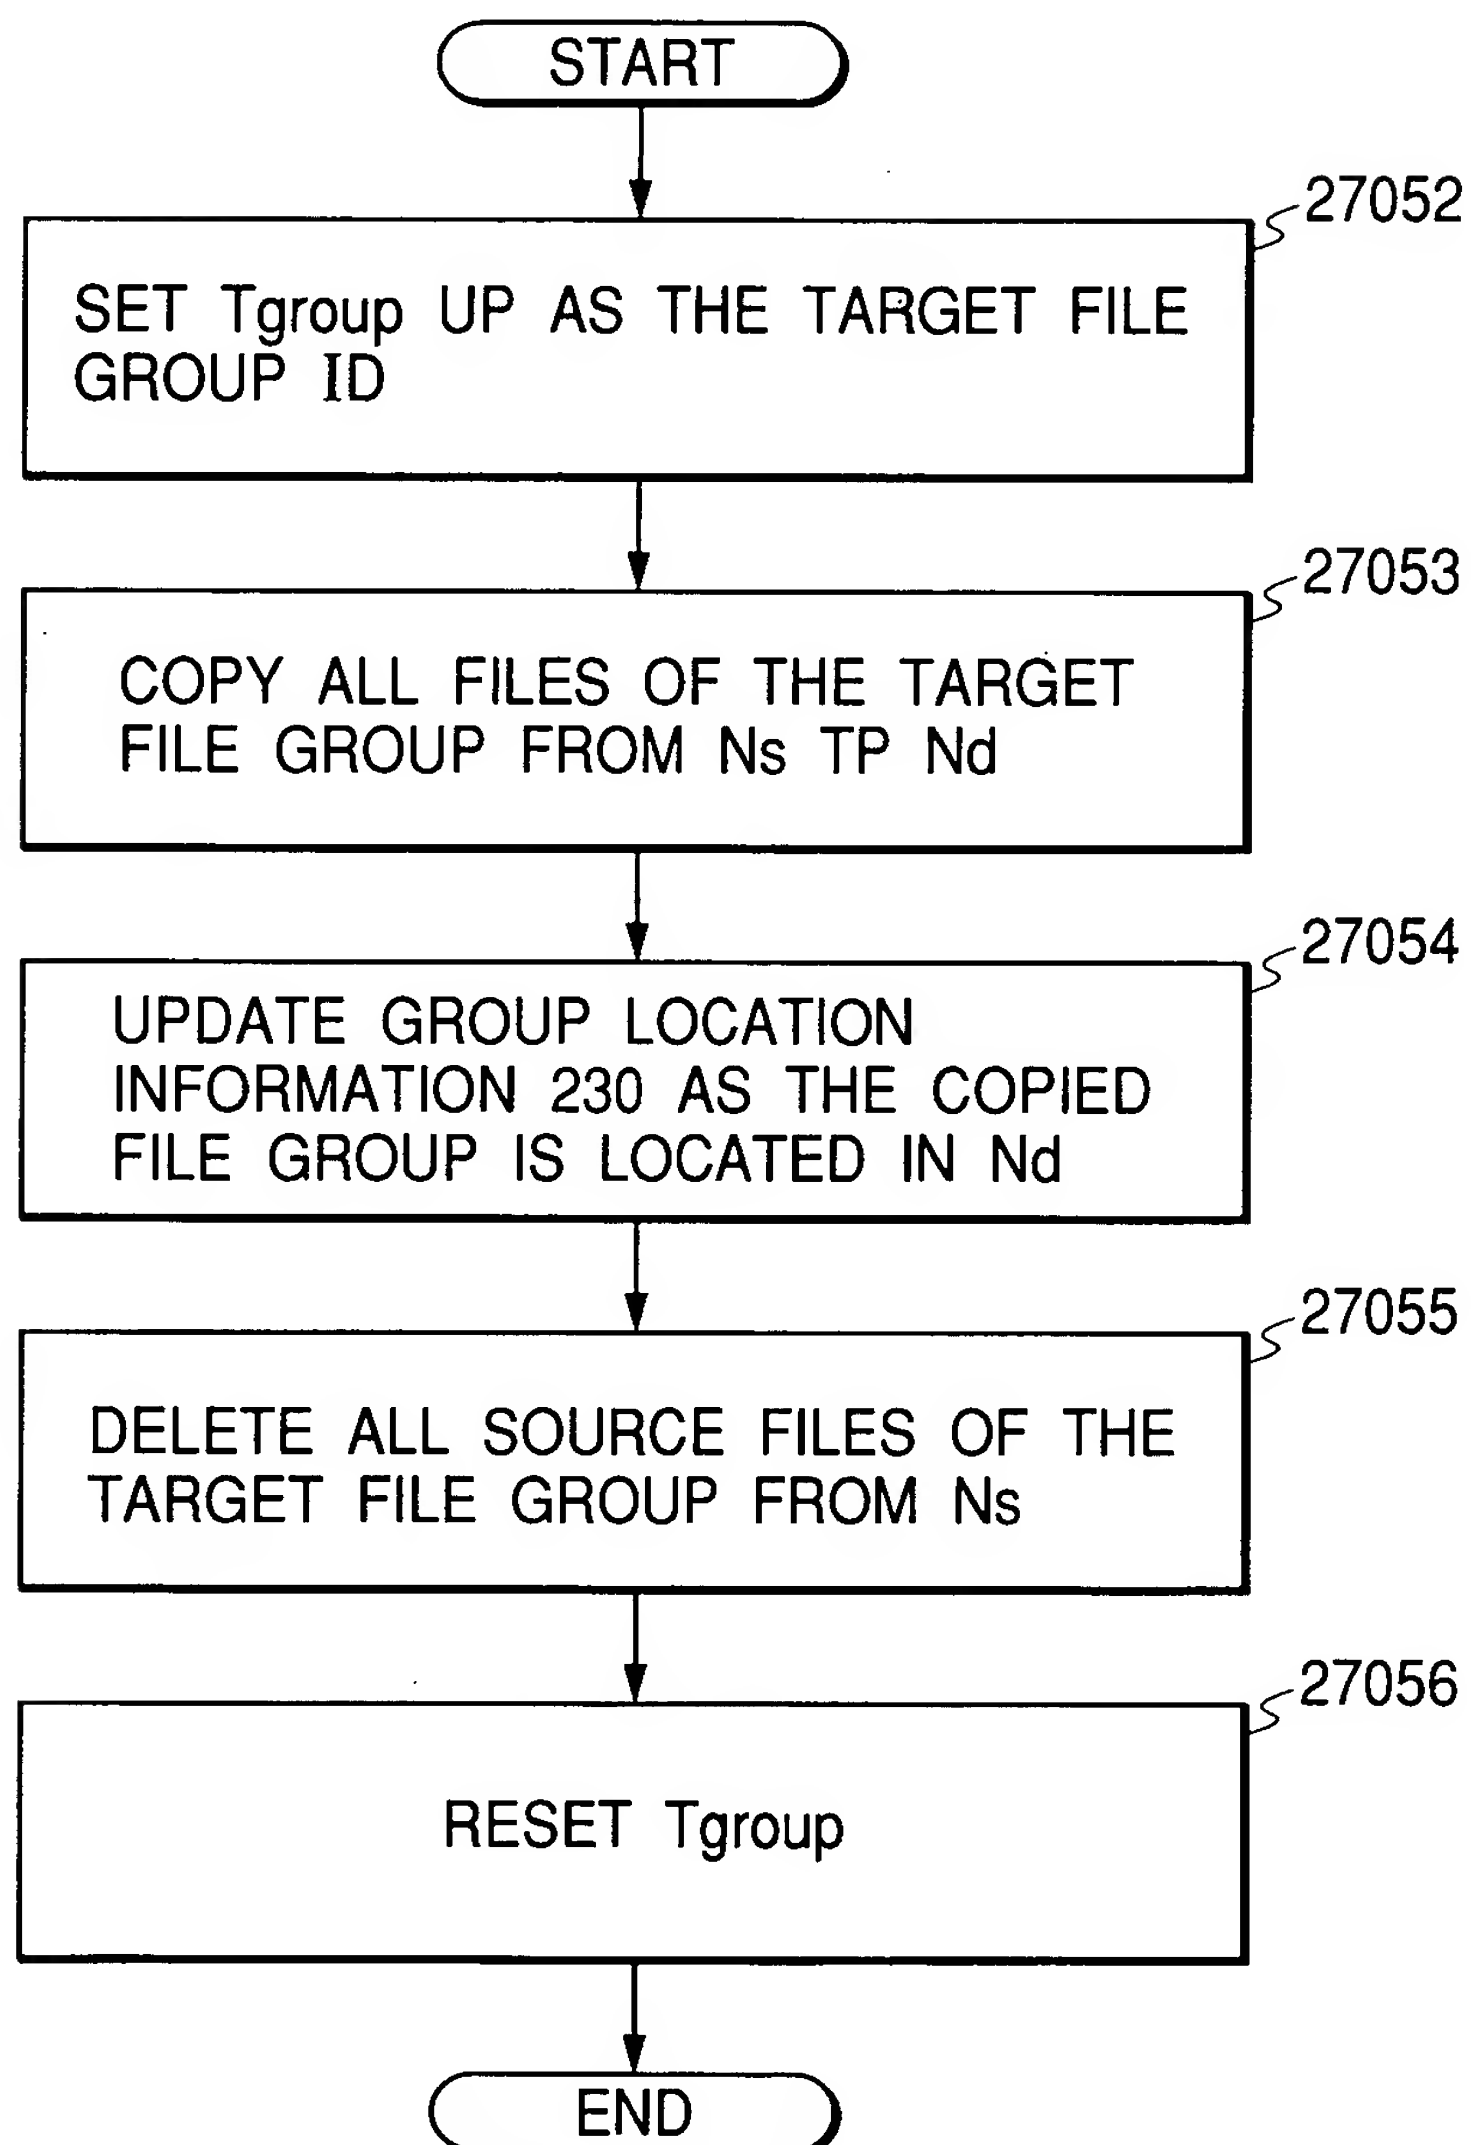 START
27052
SET Tgroup UP AS THE TARGET FILE
GROUP ID
27053
COPY ALL FILES OF THE TARGET
FILE GROUP FROM Ns TP Nd
27054
UPDATE GROUP LOCATION
INFORMATION 230 AS THE COPIED
FILE GROUP IS LOCATED IN Nd
27055
DELETE ALL SOURCE FILES OF THE
TARGET FILE GROUP FROM Ns
27056
RESET Tgroup
END